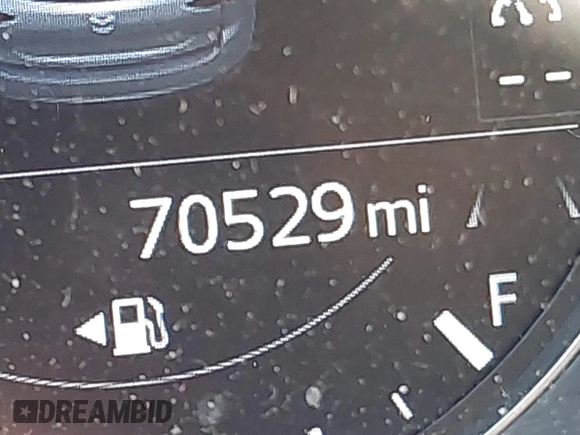 --
70529 mi
F
DREAMBID